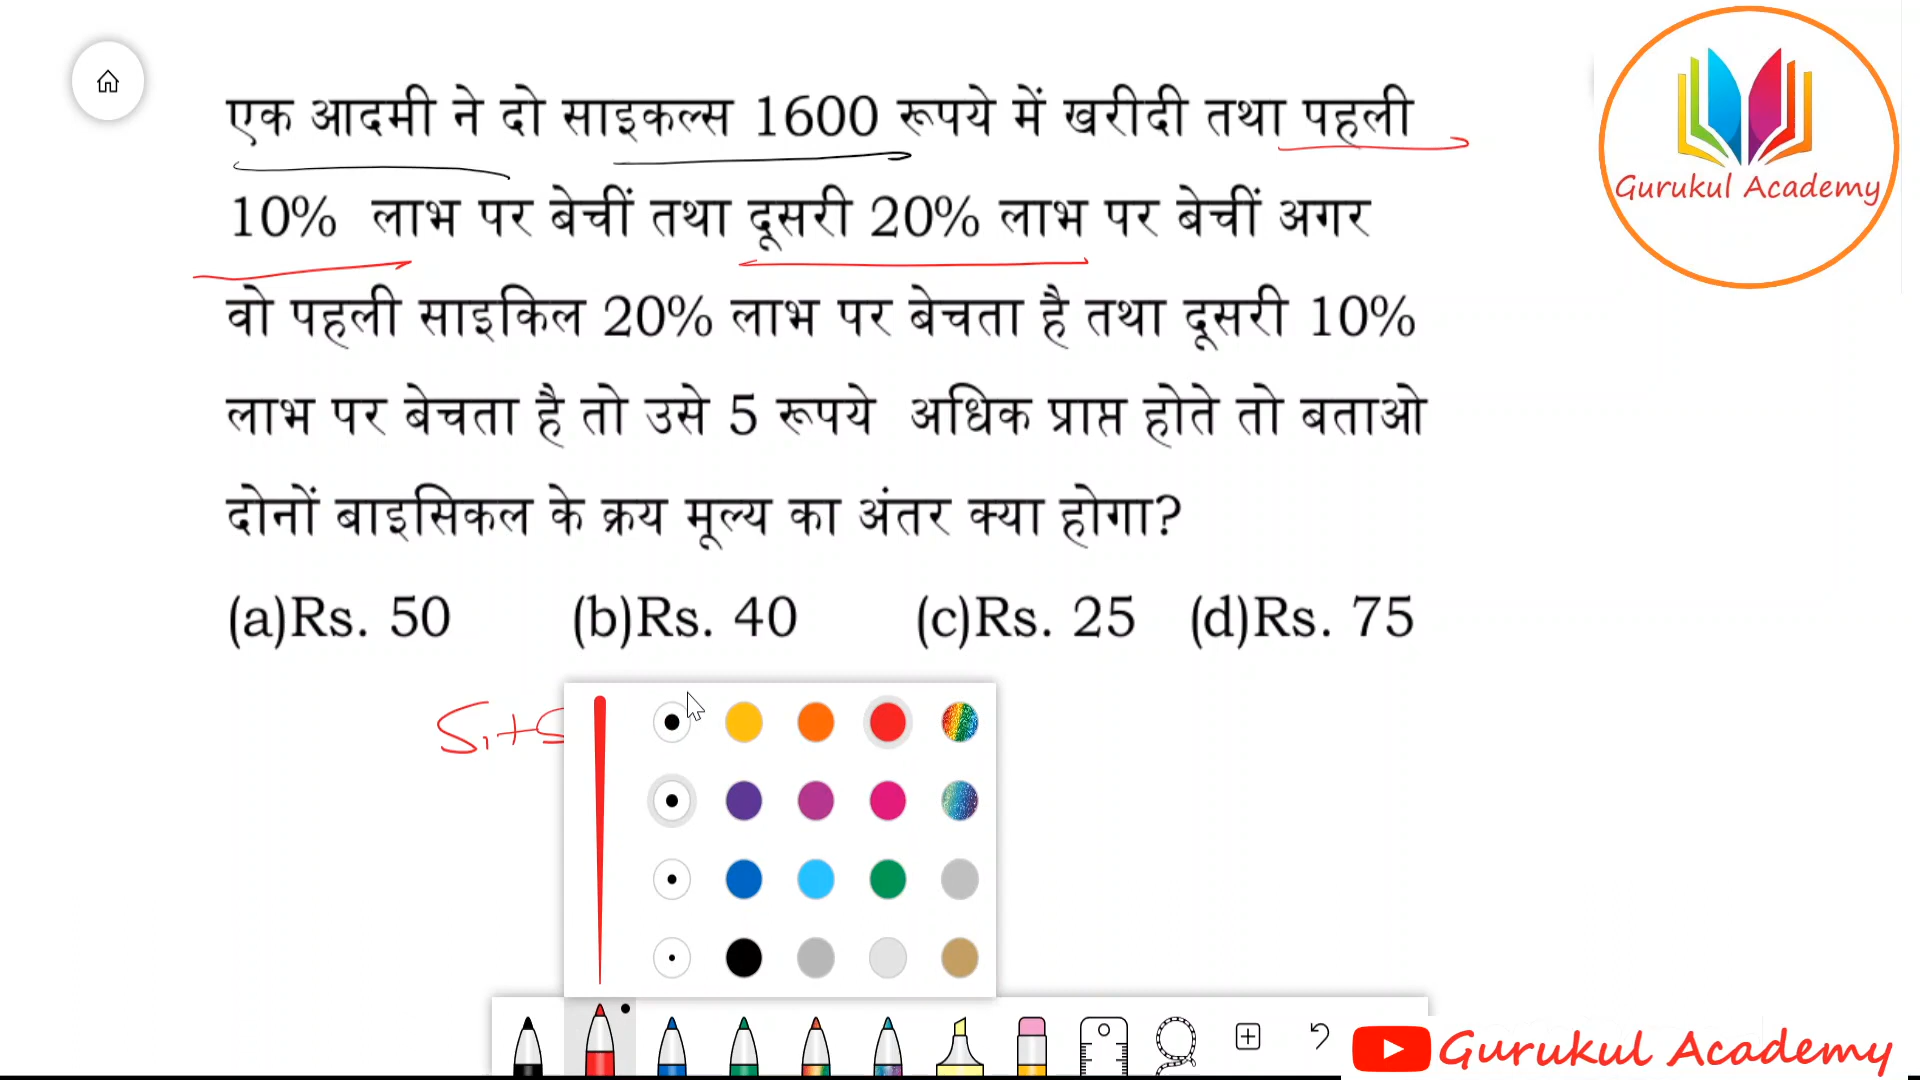 एक आदमी ने दो साइकल्स 1600 रूपये में खरीदी तथा पहली
10% लाभ पर बेचीं तथा दूसरी 20% लाभ पर बेचीं अगर
वो पहली साइकिल 20% लाभ पर बेचता है तथा दूसरी 10%
लाभ पर बेचता है तो उसे 5 रूपये अधिक प्राप्त होते तो बताओ
दोनों बाइसिकल के क्रय मूल्य का अंतर क्या होगा?
(a)Rs. 50 (b)Rs. 40 (c)Rs. 25 (d)Rs. 75
S₁+S
Gurukul Academy
Gurukul Academy